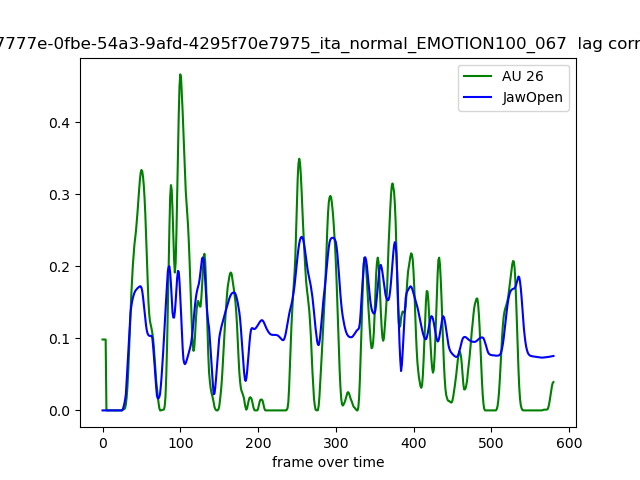 7777e-0fbe-54a3-9afd-4295f70e7975_ita_normal_EMOTION100_067 lag corr
AU 26
JawOpen
0.4
0.3
0.2
0.1
0.0
0 100 200 300 400 500 600
frame over time